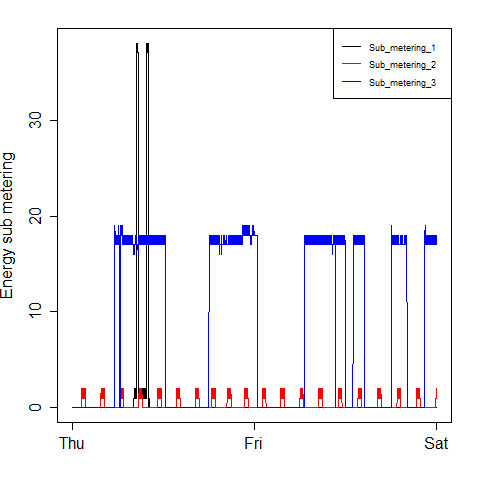 Sub_metering_1
Sub_metering_2
Sub_metering_3
Energy sub metering
30
20
10
0
Thu
Fri
Sat